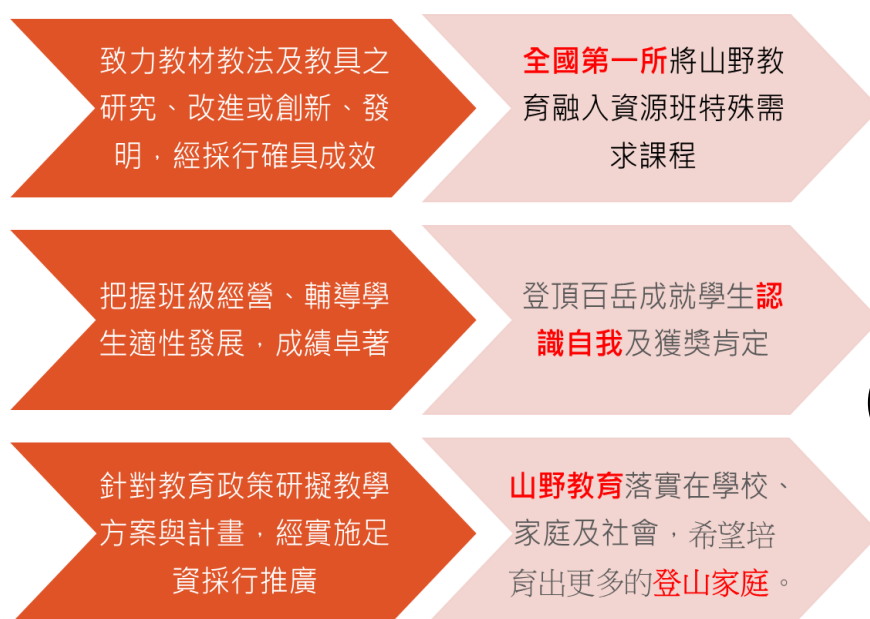 致力教材教法及教具之
研究、改進或創新、發
明，經採行確具成效
全國第一所將山野教
育融入資源班特殊需
求課程
把握班級經營、輔導學
生適性發展，成績卓著
登頂百岳成就學生認
識自我及獲獎肯定
針對教育政策研擬教學
方案與計畫，經實施足
資採行推廣
山野教育落實在學校、
家庭及社會，希望培
育出更多的登山家庭。